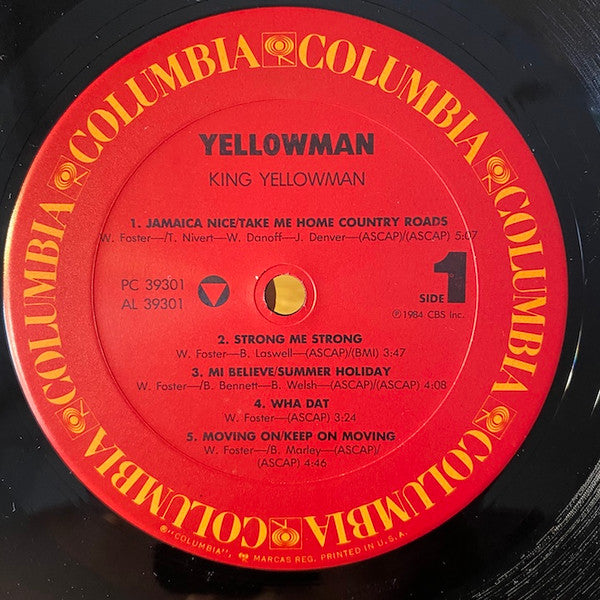 COLUMBIA COLUMBIA COLUMBIA COLUMBIA COLUMBIA COLUMBIA
YELLOWMAN
KING YELLOWMAN
1. JAMAICA NICE/TAKE ME HOME COUNTRY ROADS
W. Foster—/T. Nivert—W. Danoff—J. Denver—(ASCAP)/(ASCAP) 5:07
PC 39301
AL 39301
SIDE 1
℗1984 CBS Inc.
2. STRONG ME STRONG
W. Foster—B. Laswell—(ASCAP)/(BMI) 3:47
3. MI BELIEVE/SUMMER HOLIDAY
W. Foster—/B. Bennett—B. Welsh—(ASCAP)/(ASCAP) 4:08
4. WHA DAT
W. Foster—(ASCAP) 3:24
5. MOVING ON/KEEP ON MOVING
W. Foster—/B. Marley—(ASCAP)/
(ASCAP) 4:46
®"COLUMBIA", MARCAS REG. PRINTED IN U.S.A.